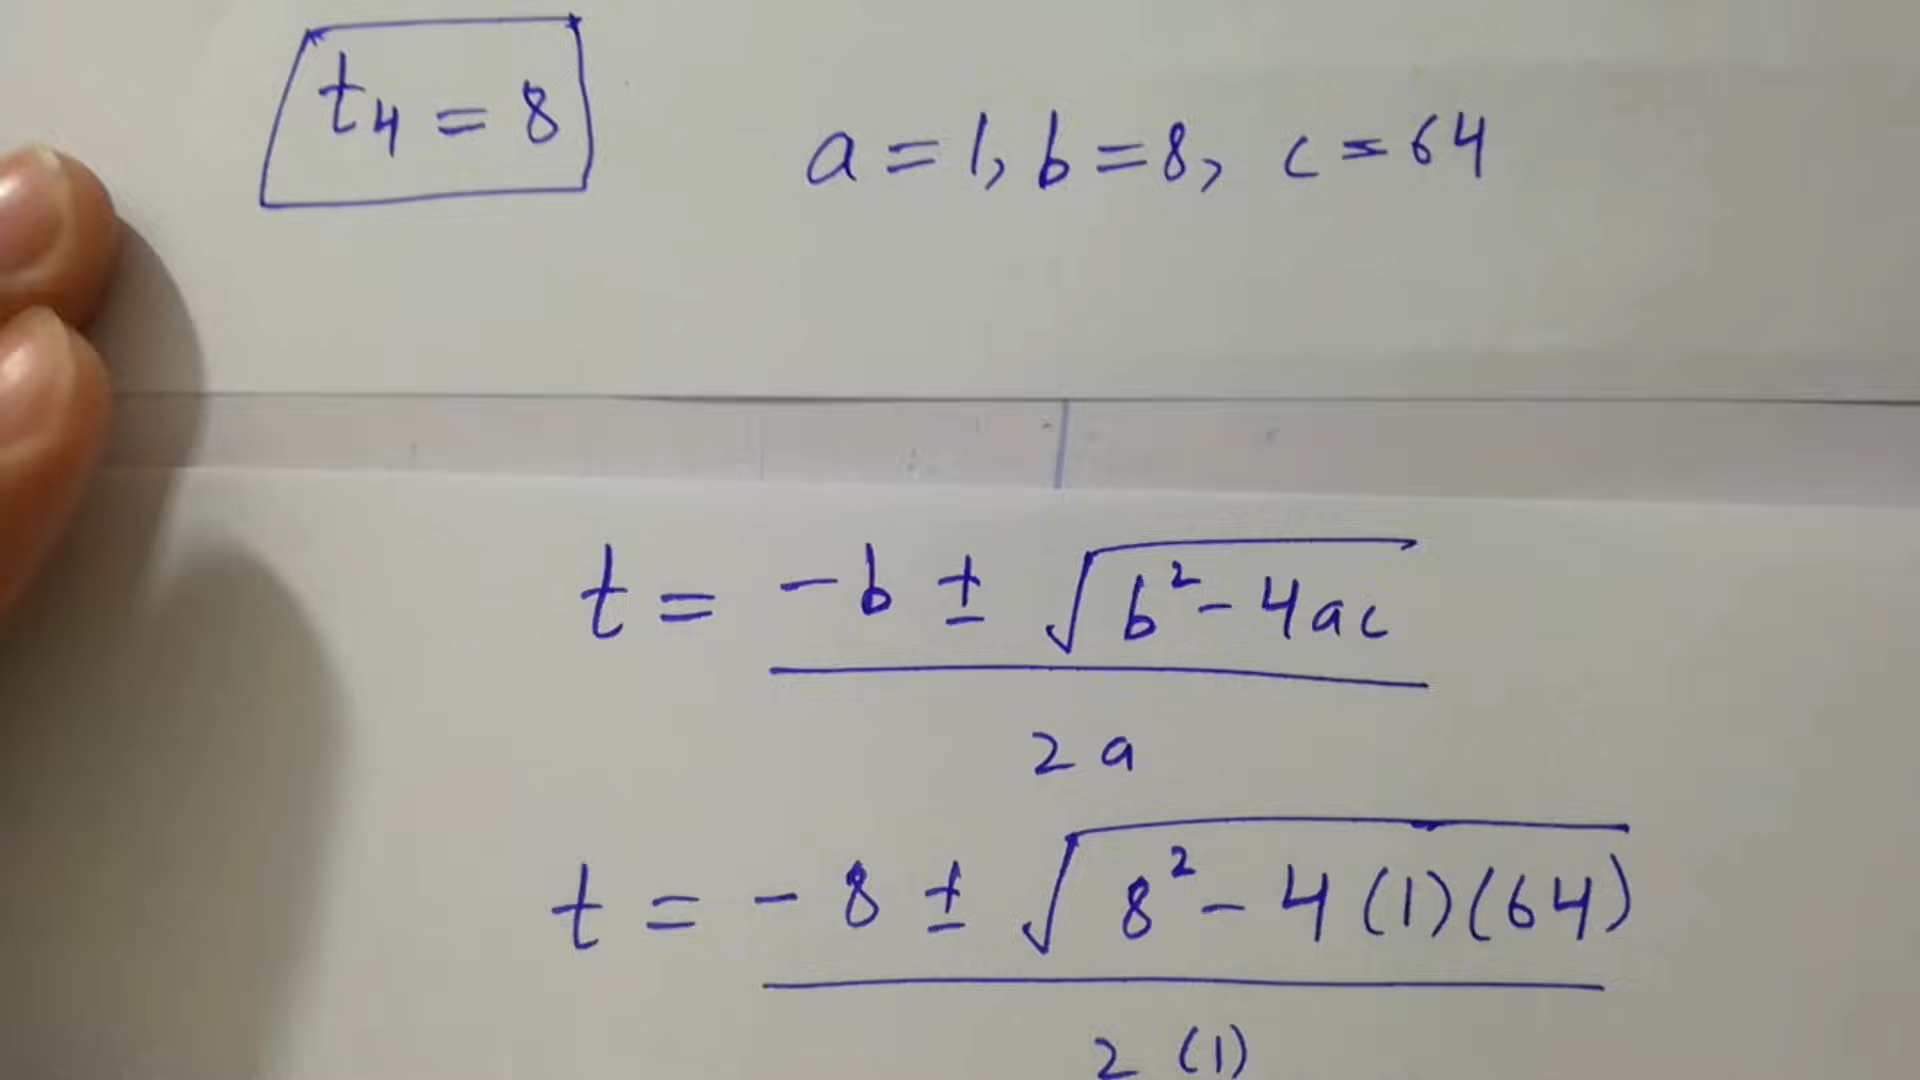 t₄ = 8
a = 1, b = 8, c = 64
t = (-b ± √(b² - 4ac)) / 2a
t = (-8 ± √(8² - 4(1)(64))) / 2(1)